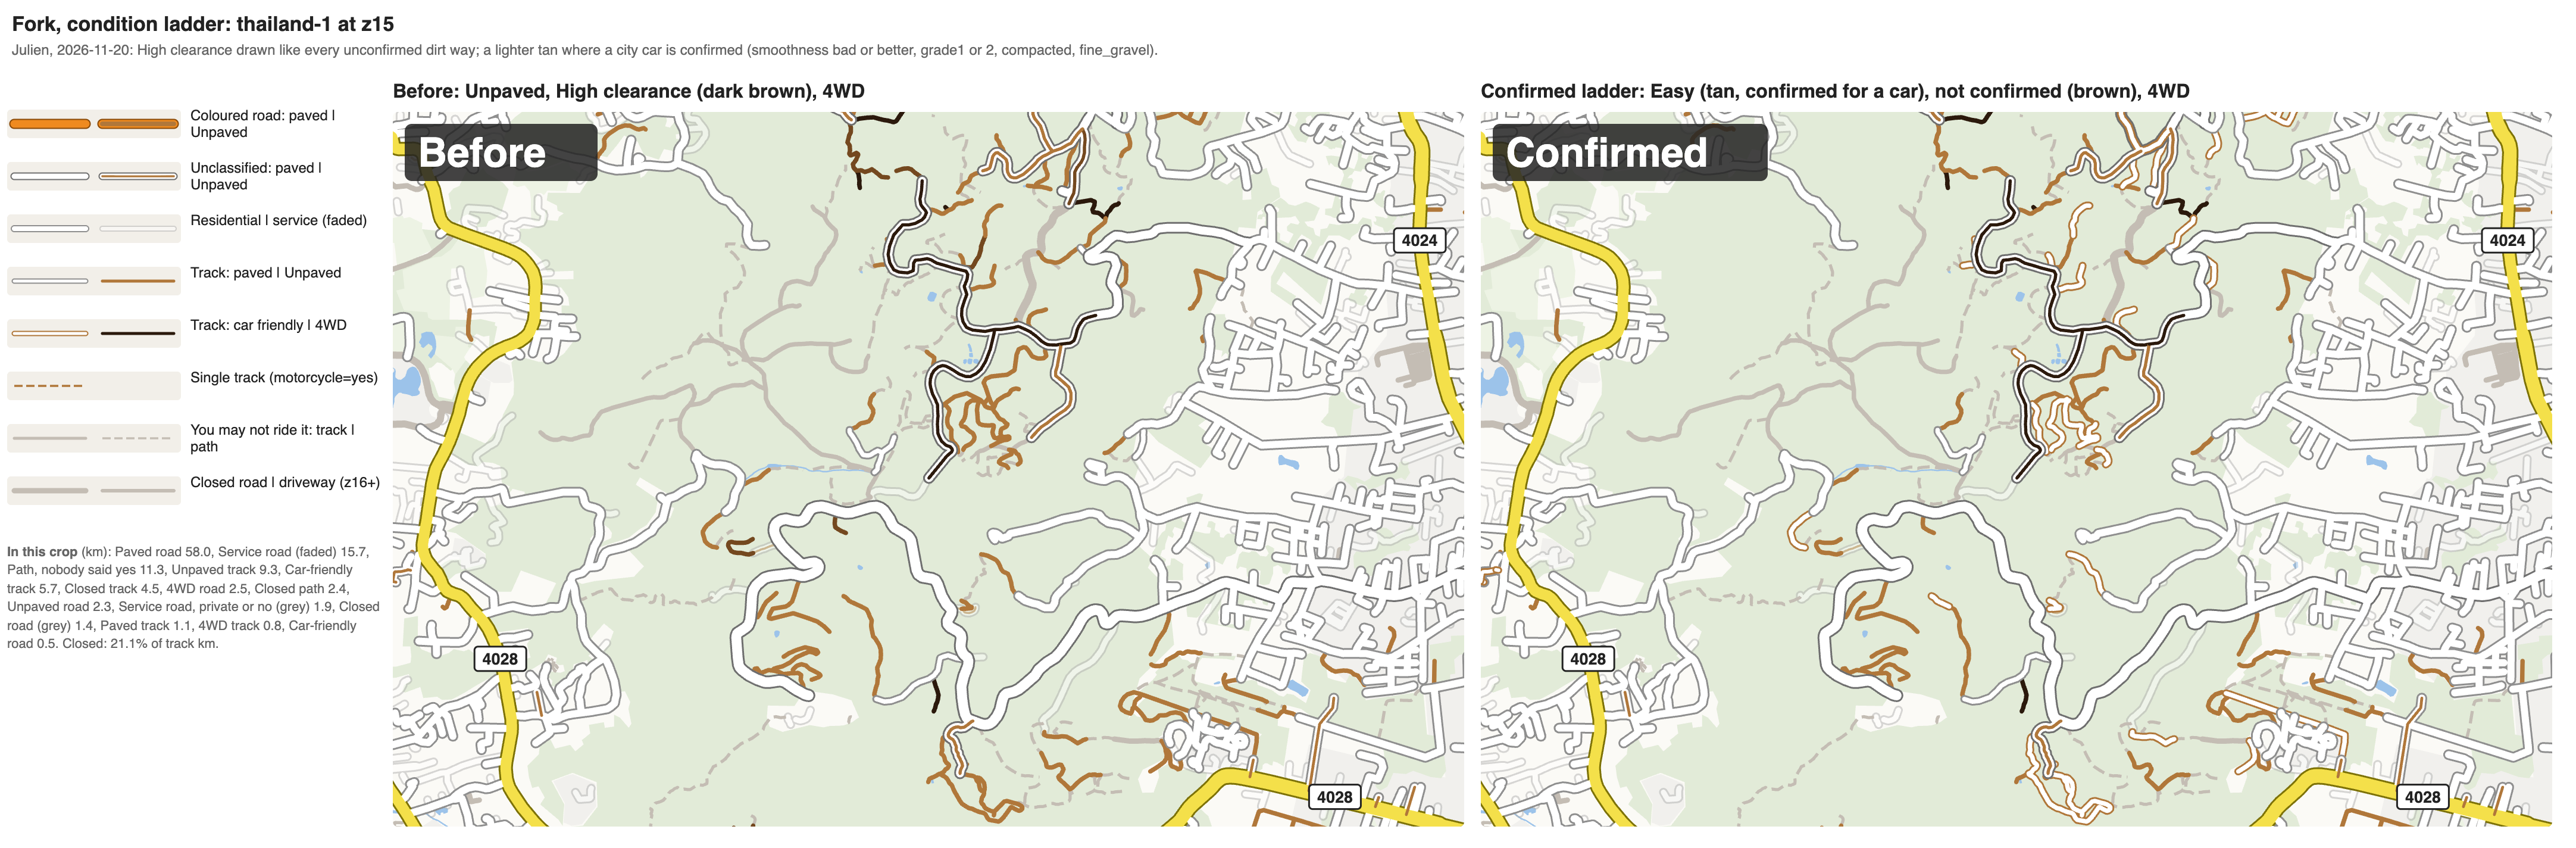 Fork, condition ladder: thailand-1 at z15
Julien, 2026-11-20: High clearance drawn like every unconfirmed dirt way; a lighter tan where a city car is confirmed (smoothness bad or better, grade1 or 2, compacted, fine_gravel).
Coloured road: paved |
Unpaved
Unclassified: paved |
Unpaved
Residential | service (faded)
Track: paved | Unpaved
Track: car friendly | 4WD
Single track (motorcycle=yes)
You may not ride it: track |
path
Closed road | driveway (z16+)
In this crop (km): Paved road 58.0, Service road (faded) 15.7,
Path, nobody said yes 11.3, Unpaved track 9.3, Car-friendly
track 5.7, Closed track 4.5, 4WD road 2.5, Closed path 2.4,
Unpaved road 2.3, Service road, private or no (grey) 1.9, Closed
road (grey) 1.4, Paved track 1.1, 4WD track 0.8, Car-friendly
road 0.5. Closed: 21.1% of track km.
Before: Unpaved, High clearance (dark brown), 4WD
Before
4024
4028
4028
Confirmed ladder: Easy (tan, confirmed for a car), not confirmed (brown), 4WD
Confirmed
4024
4028
4028